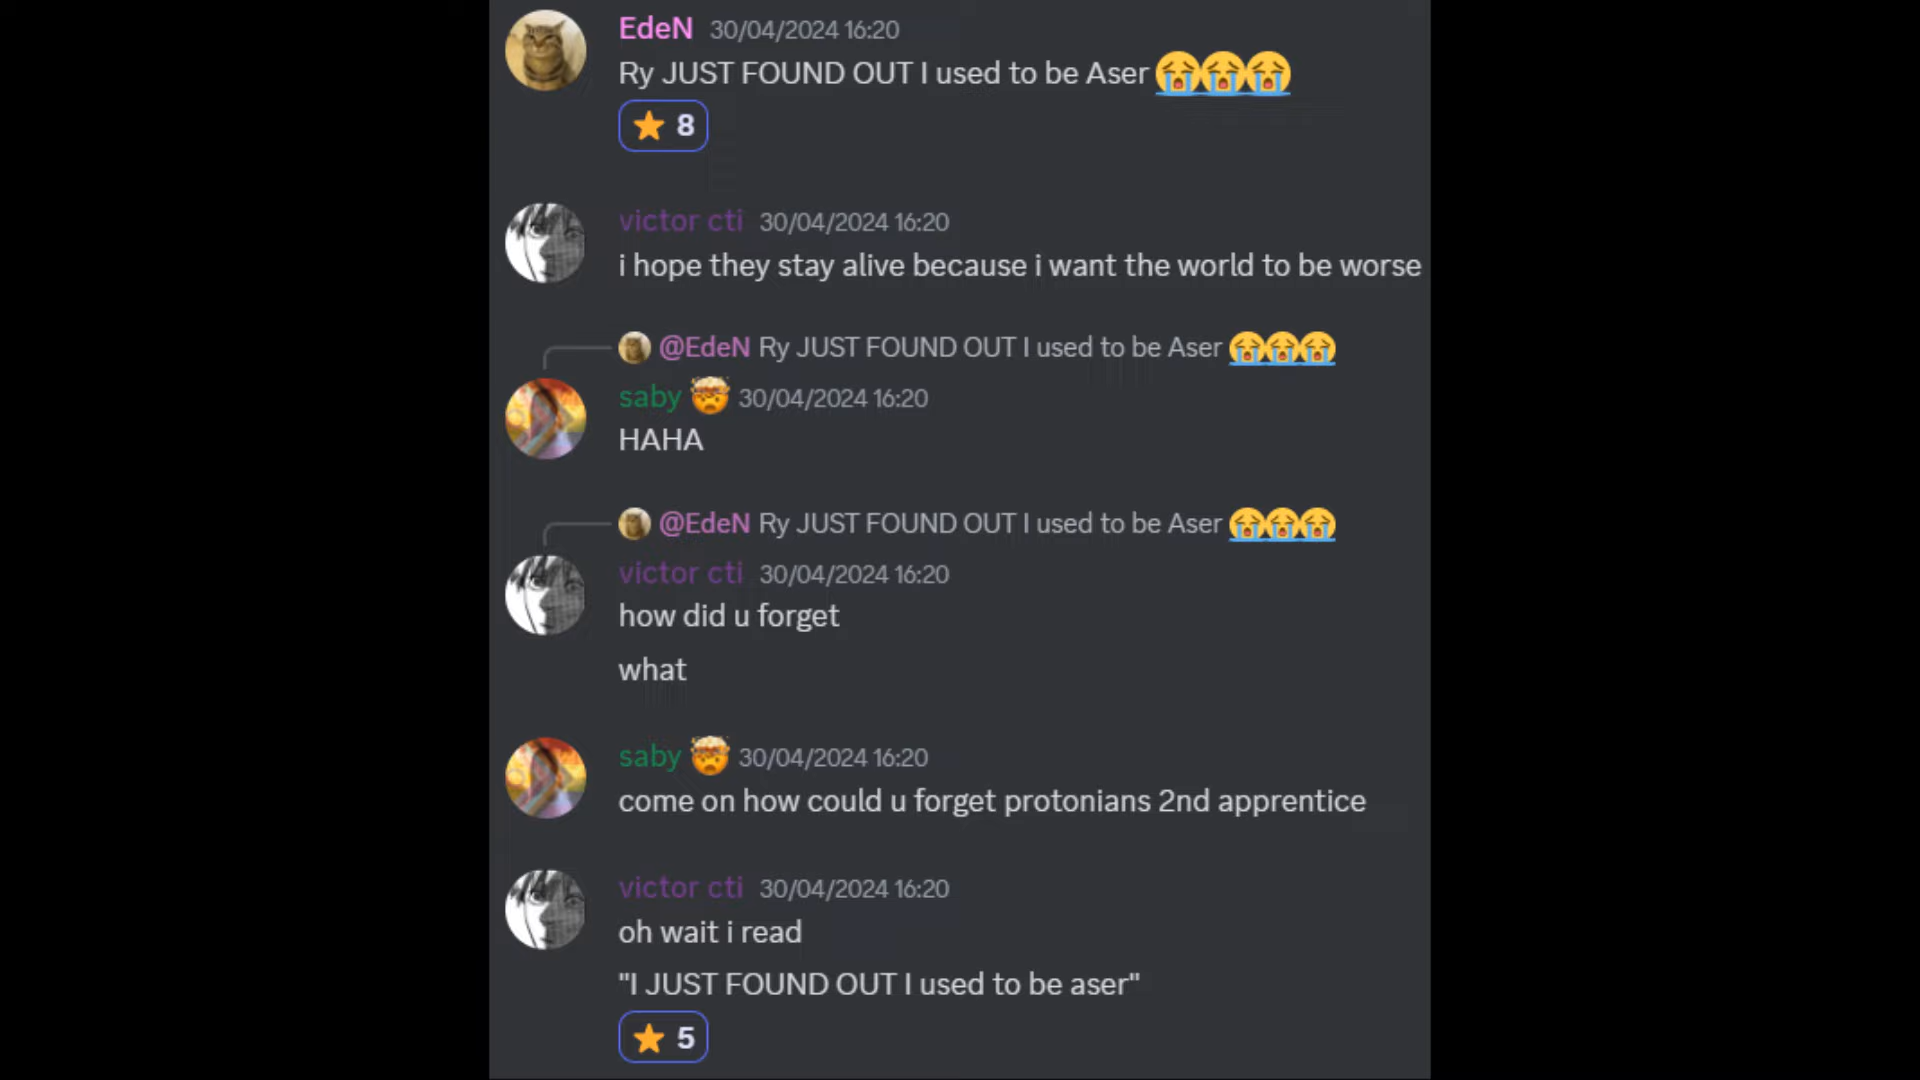 EdeN 30/04/2024 16:20
Ry JUST FOUND OUT I used to be Aser 😭😭😭
⭐ 8
victor cti 30/04/2024 16:20
i hope they stay alive because i want the world to be worse
@EdeN Ry JUST FOUND OUT I used to be Aser 😭😭😭
saby 🤯 30/04/2024 16:20
HAHA
@EdeN Ry JUST FOUND OUT I used to be Aser 😭😭😭
victor cti 30/04/2024 16:20
how did u forget
what
saby 🤯 30/04/2024 16:20
come on how could u forget protonians 2nd apprentice
victor cti 30/04/2024 16:20
oh wait i read
"I JUST FOUND OUT I used to be aser"
⭐ 5